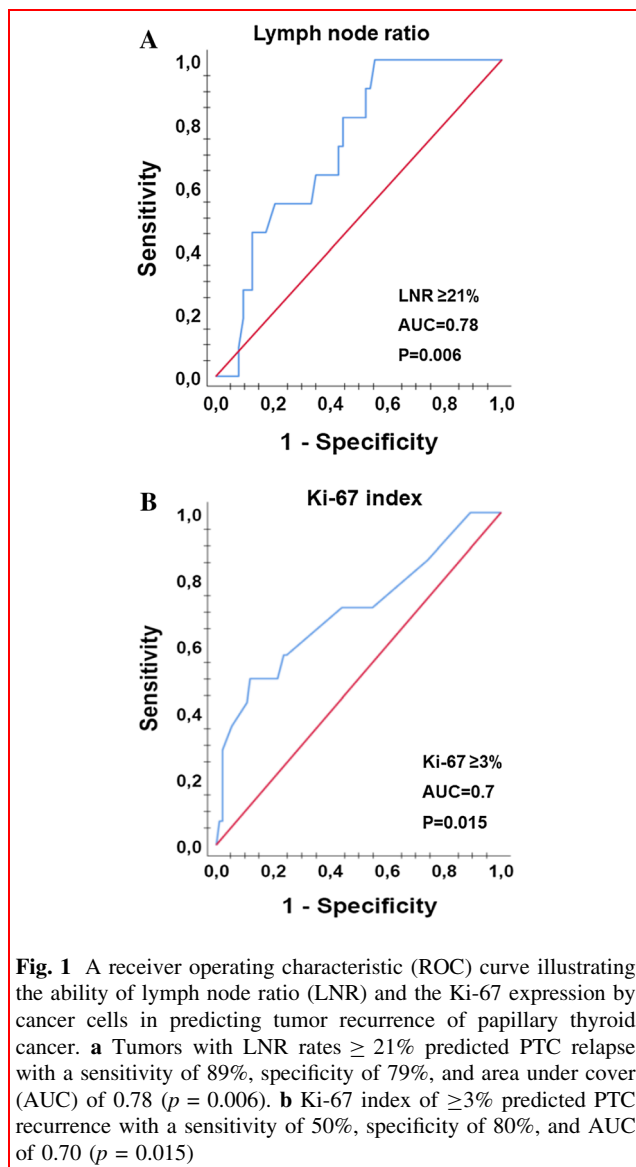 A
Lymph node ratio
1,0
0,8
0,6
0,4
0,2
0,0
Sensitivity
LNR ≥21%
AUC=0.78
P=0.006
0,0 0,2 0,4 0,6 0,8 1,0
1 - Specificity
B
Ki-67 index
1,0
0,8
0,6
0,4
0,2
0,0
Sensitivity
Ki-67 ≥3%
AUC=0.7
P=0.015
0,0 0,2 0,4 0,6 0,8 1,0
1 - Specificity
Fig. 1 A receiver operating characteristic (ROC) curve illustrating
the ability of lymph node ratio (LNR) and the Ki-67 expression by
cancer cells in predicting tumor recurrence of papillary thyroid
cancer. a Tumors with LNR rates ≥ 21% predicted PTC relapse
with a sensitivity of 89%, specificity of 79%, and area under cover
(AUC) of 0.78 (p = 0.006). b Ki-67 index of ≥3% predicted PTC
recurrence with a sensitivity of 50%, specificity of 80%, and AUC
of 0.70 (p = 0.015)